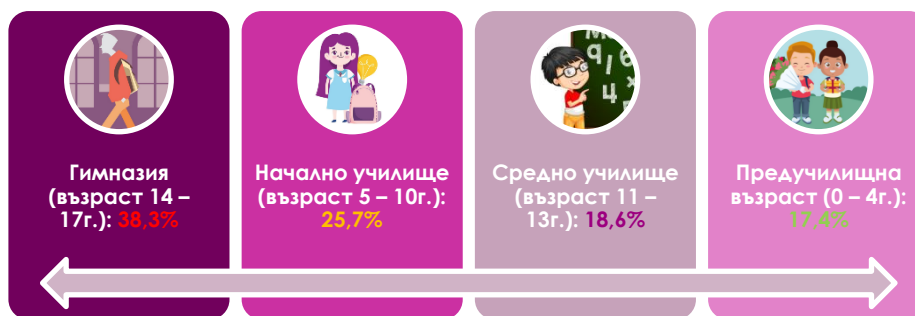 Гимназия
(възраст 14 –
17г.): 38,3%
Начално училище
(възраст 5 – 10г.):
25,7%
Средно училище
(възраст 11 –
13г.): 18,6%
Предучилищна
възраст (0 – 4г.):
17,4%